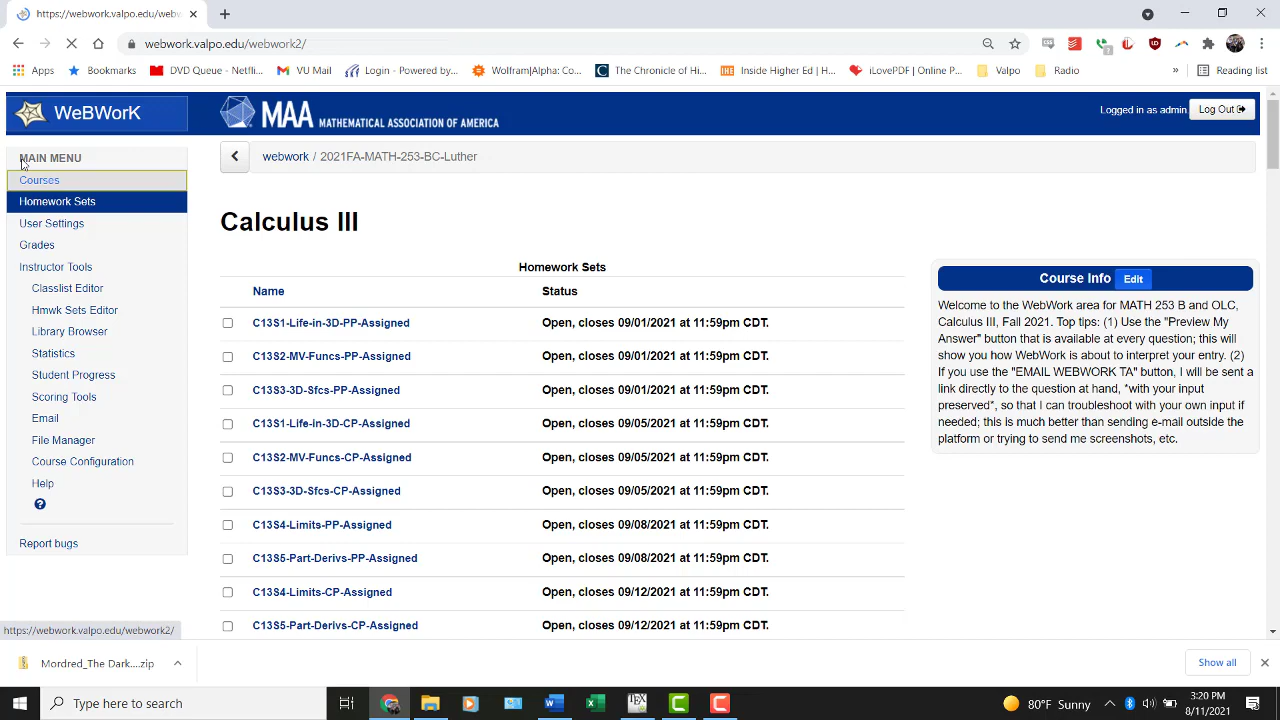 https://webwork.valpo.edu/webw
webwork.valpo.edu/webwork2/
Apps
Bookmarks
DVD Queue - Netfli...
VU Mail
Login - Powered by...
Wolfram|Alpha: Co...
The Chronicle of Hi...
Inside Higher Ed | H...
iLovePDF | Online P...
Valpo
Radio
»
Reading list
WeBWorK
MAA MATHEMATICAL ASSOCIATION OF AMERICA
Logged in as admin
Log Out
MAIN MENU
Courses
Homework Sets
User Settings
Grades
Instructor Tools
Classlist Editor
Hmwk Sets Editor
Library Browser
Statistics
Student Progress
Scoring Tools
Email
File Manager
Course Configuration
Help
?
Report bugs
webwork / 2021FA-MATH-253-BC-Luther
Calculus III
Homework Sets
Name Status
C13S1-Life-in-3D-PP-Assigned Open, closes 09/01/2021 at 11:59pm CDT.
C13S2-MV-Funcs-PP-Assigned Open, closes 09/01/2021 at 11:59pm CDT.
C13S3-3D-Sfcs-PP-Assigned Open, closes 09/01/2021 at 11:59pm CDT.
C13S1-Life-in-3D-CP-Assigned Open, closes 09/05/2021 at 11:59pm CDT.
C13S2-MV-Funcs-CP-Assigned Open, closes 09/05/2021 at 11:59pm CDT.
C13S3-3D-Sfcs-CP-Assigned Open, closes 09/05/2021 at 11:59pm CDT.
C13S4-Limits-PP-Assigned Open, closes 09/08/2021 at 11:59pm CDT.
C13S5-Part-Derivs-PP-Assigned Open, closes 09/08/2021 at 11:59pm CDT.
C13S4-Limits-CP-Assigned Open, closes 09/12/2021 at 11:59pm CDT.
C13S5-Part-Derivs-CP-Assigned Open, closes 09/12/2021 at 11:59pm CDT.
Course Info Edit
Welcome to the WebWork area for MATH 253 B and OLC,
Calculus III, Fall 2021. Top tips: (1) Use the "Preview My
Answer" button that is available at every question; this will
show you how WebWork is about to interpret your entry. (2)
If you use the "EMAIL WEBWORK TA" button, I will be sent a
link directly to the question at hand, *with your input
preserved*, so that I can troubleshoot with your own input if
needed; this is much better than sending e-mail outside the
platform or trying to send me screenshots, etc.
https://webwork.valpo.edu/webwork2/
Mordred_The Dark....zip
Show all
Type here to search
80°F Sunny
3:20 PM
8/11/2021